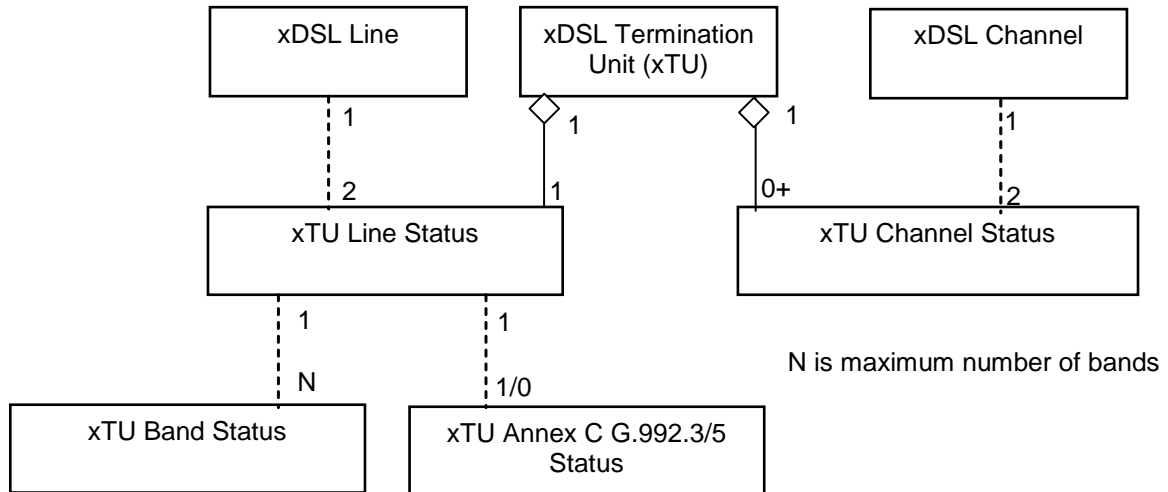 xDSL Line
xDSL Termination
Unit (xTU)
xDSL Channel
1
1
1
1
2
1
0+
2
xTU Line Status
xTU Channel Status
1
1
N is maximum number of bands
N
1/0
xTU Band Status
xTU Annex C G.992.3/5
Status